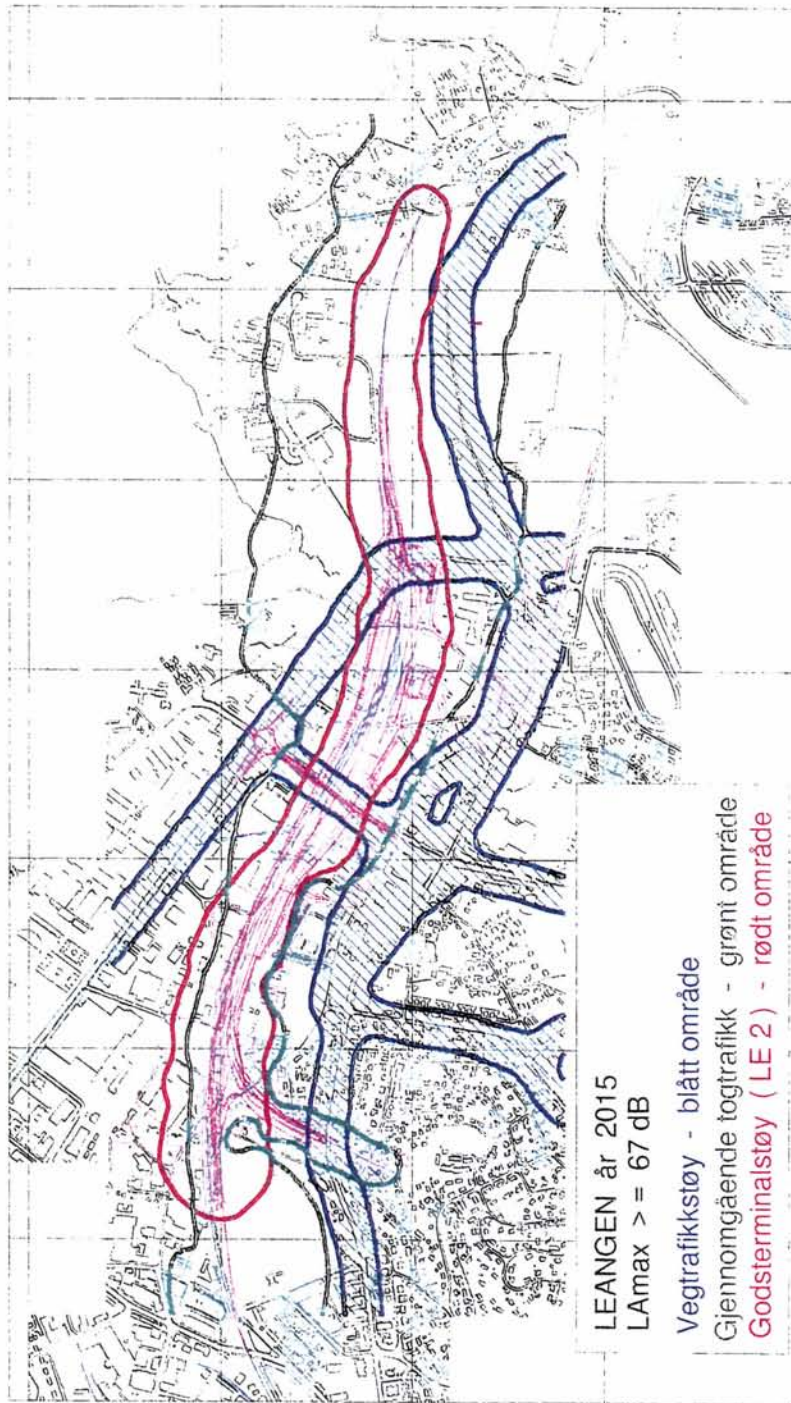 LEANGEN år 2015
LAmax > = 67 dB
Vegtrafikkstøy - blått område
Gjennomgående togtrafikk - grønt område
Godsterminalstøy ( LE 2 ) - rødt område